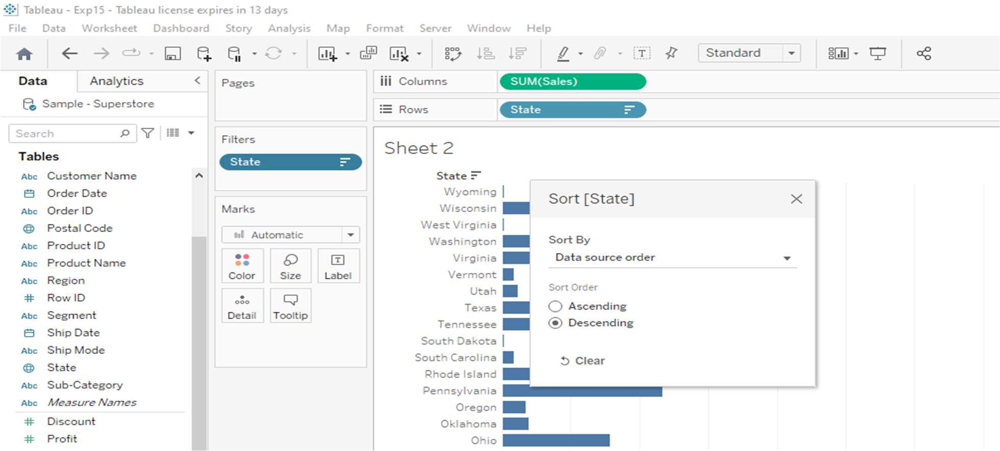 Tableau - Exp15 - Tableau license expires in 13 days
File Data Worksheet Dashboard Story Analysis Map Format Server Window Help
Standard
Data Analytics
Sample - Superstore
Search
Tables
Abc Customer Name
Order Date
Abc Order ID
Postal Code
Abc Product ID
Abc Product Name
Abc Region
# Row ID
Abc Segment
Ship Date
Abc Ship Mode
State
Abc Sub-Category
Abc Measure Names
# Discount
# Profit
Pages
Filters
State
Marks
Automatic
Color Size Label
Detail Tooltip
Columns SUM(Sales)
Rows State
Sheet 2
State
Wyoming
Wisconsin
West Virginia
Washington
Virginia
Vermont
Utah
Texas
Tennessee
South Dakota
South Carolina
Rhode Island
Pennsylvania
Oregon
Oklahoma
Ohio
Sort [State]
Sort By
Data source order
Sort Order
Ascending
Descending
Clear